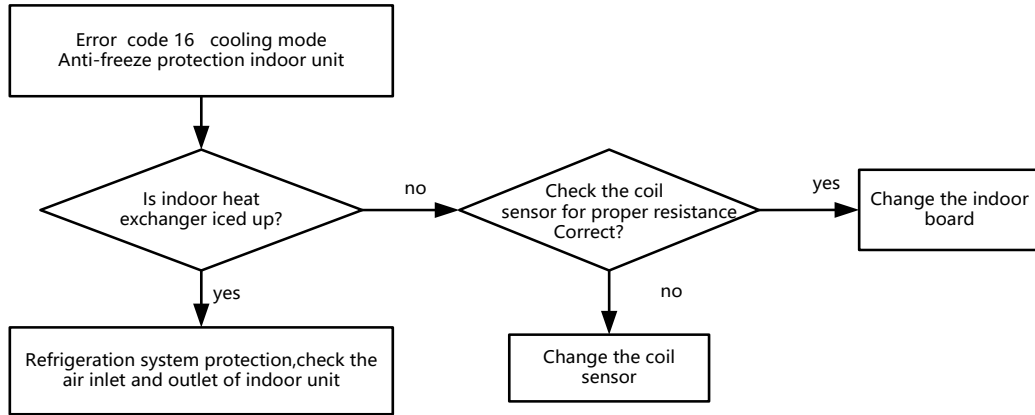 Error code 16 cooling mode
Anti-freeze protection indoor unit
Is indoor heat
exchanger iced up?
no
Check the coil
sensor for proper resistance
Correct?
yes
Change the indoor
board
yes
no
Refrigeration system protection,check the
air inlet and outlet of indoor unit
Change the coil
sensor